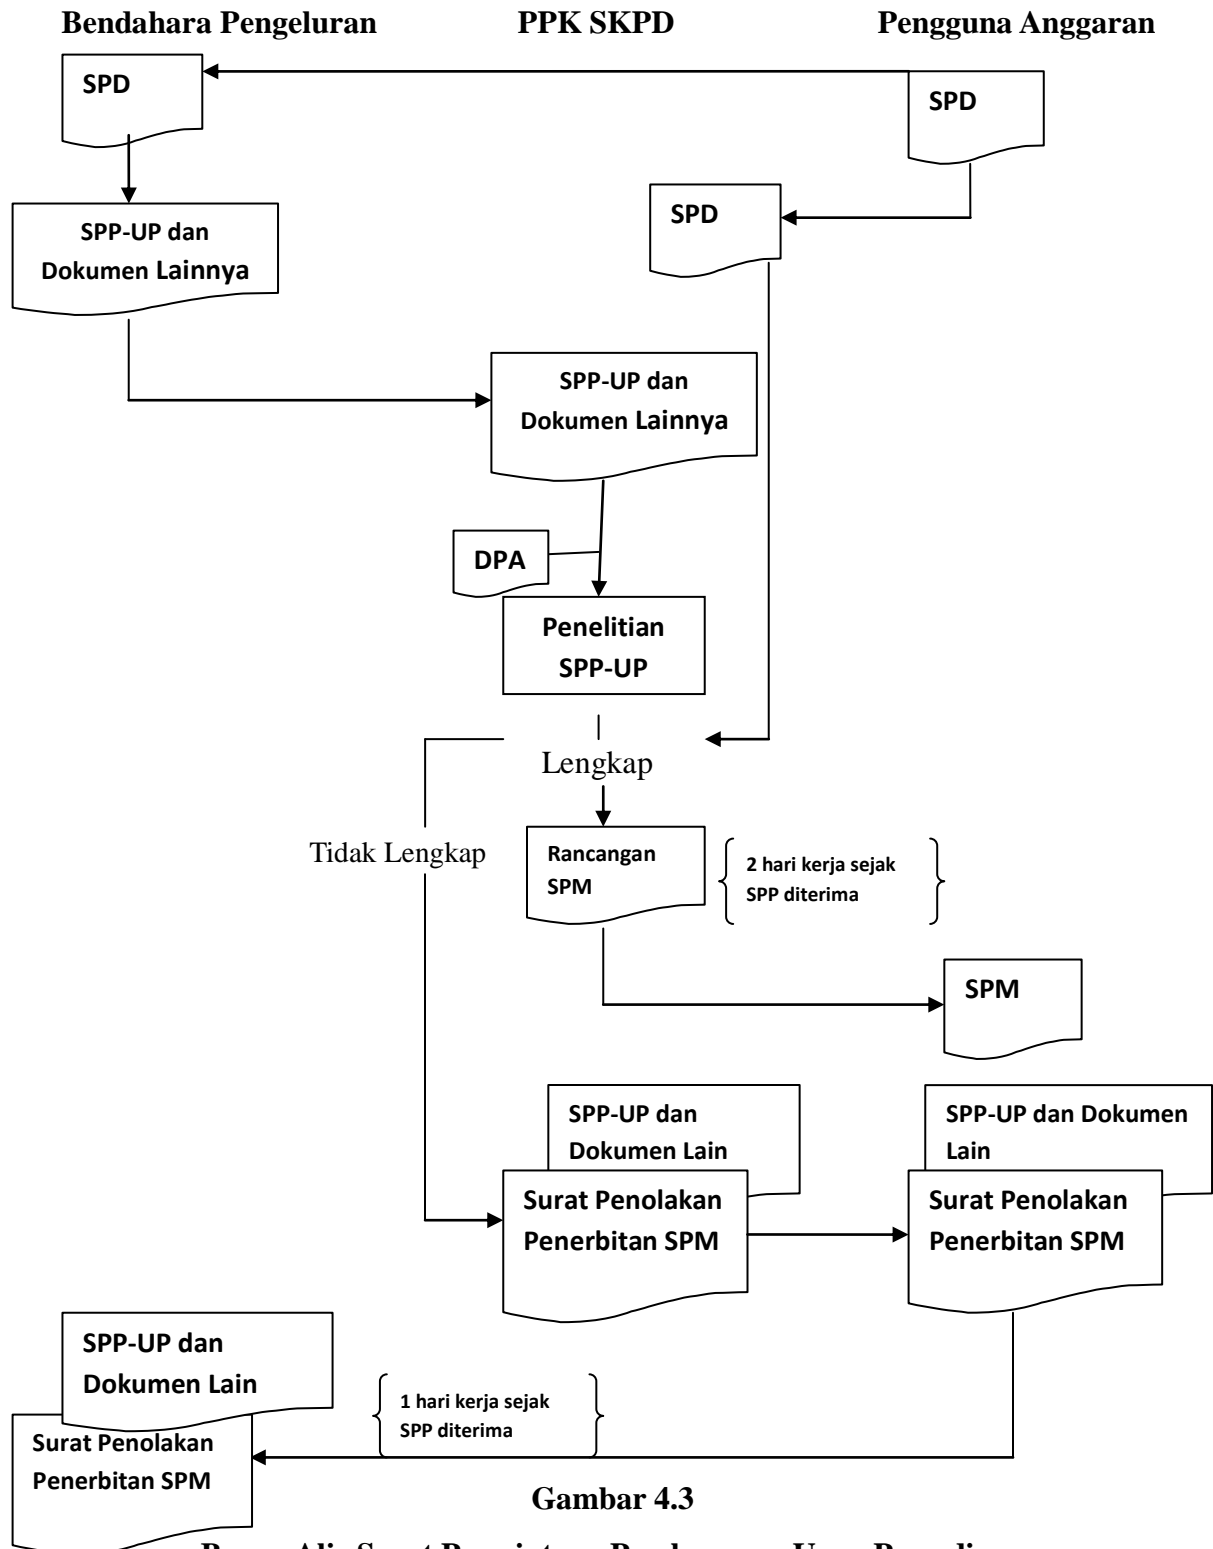 Bendahara Pengeluran
PPK SKPD
Pengguna Anggaran
SPD
SPD
SPD
SPP-UP dan
Dokumen Lainnya
SPP-UP dan
Dokumen Lainnya
DPA
Penelitian
SPP-UP
Lengkap
Tidak Lengkap
Rancangan
SPM
2 hari kerja sejak
SPP diterima
SPM
SPP-UP dan
Dokumen Lain
Surat Penolakan
Penerbitan SPM
SPP-UP dan Dokumen
Lain
Surat Penolakan
Penerbitan SPM
SPP-UP dan
Dokumen Lain
Surat Penolakan
Penerbitan SPM
1 hari kerja sejak
SPP diterima
Gambar 4.3